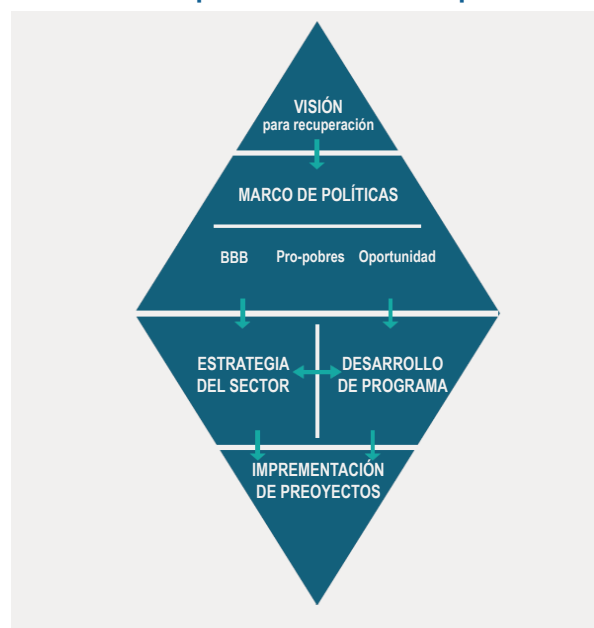 VISIÓN
para recuperación
MARCO DE POLÍTICAS
BBB Pro-pobres Oportunidad
ESTRATEGIA DEL SECTOR
DESARROLLO DE PROGRAMA
IMPREMENTACIÓN
DE PREOYECTOS